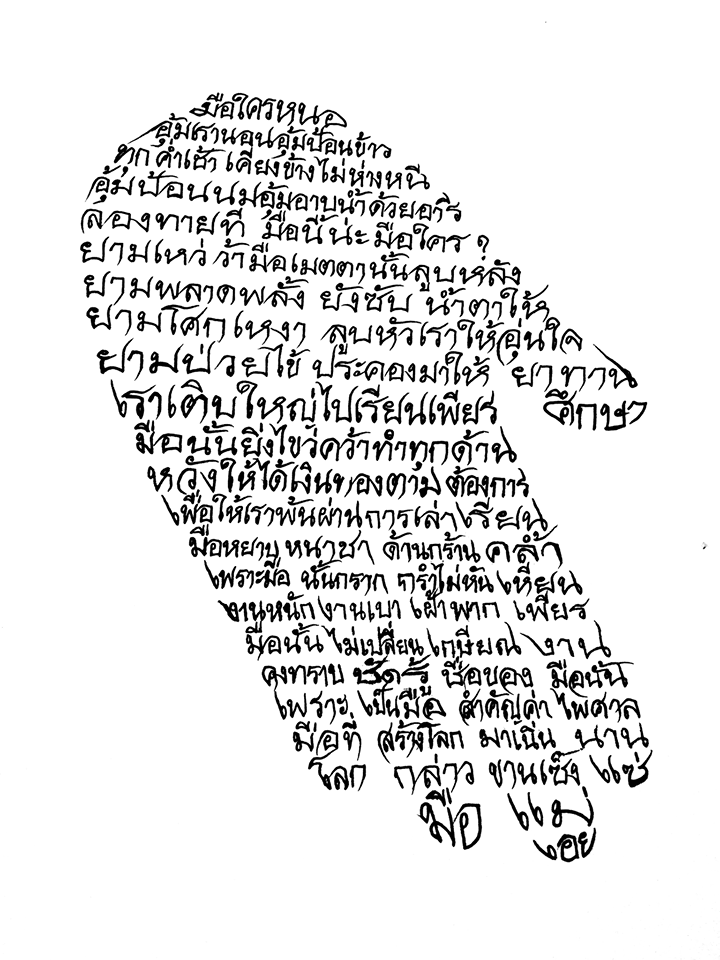 มือใครหนอ
อุ้มเรานอนอุ้มป้อนข้าว
ทุกค่ำเช้า เคียงข้างไม่ห่างหนี
อุ้มป้อนนมอุ้มอาบน้ำด้วยอารี
ลองทายที มือนี้น่ะมือใคร ?
ยามเหว่ว้ามือเมตตานั้นลูบหลัง
ยามพลาดพลั้ง ยังซับ น้ำตาให้
ยามโศกเหงา ลูบหัวเราให้อุ่นใจ
ยามป่วยไข้ ประคองมาให้ ยาทาน
เราเติบใหญ่ไปเรียนเพียร ศึกษา
มือนั้นยิ่งไขว่คว้าทำทุกด้าน
หวังให้ได้เงินทองตามต้องการ
เพื่อให้เราพ้นผ่านการเล่าเรียน
มือหยาบ หนาชา ด้านกร้าน คล้ำ
เพราะมือ นั้นกราก กรำไม่หัน เหียน
งานหนักงานเบา เฝ้าพาก เพียร
มือนั้น ไม่เปลี่ยน เกษียณ งาน
คงทราบ ชัดรู้ ชื่อของ มือนั้น
เพราะ เป็นมือ สำคัญค่า ไพศาล
มือที่ สร้างโลก มาเนิ่น นาน
โลก กล่าว ขานเซ็ง แซ่
มือ แม่
เอย